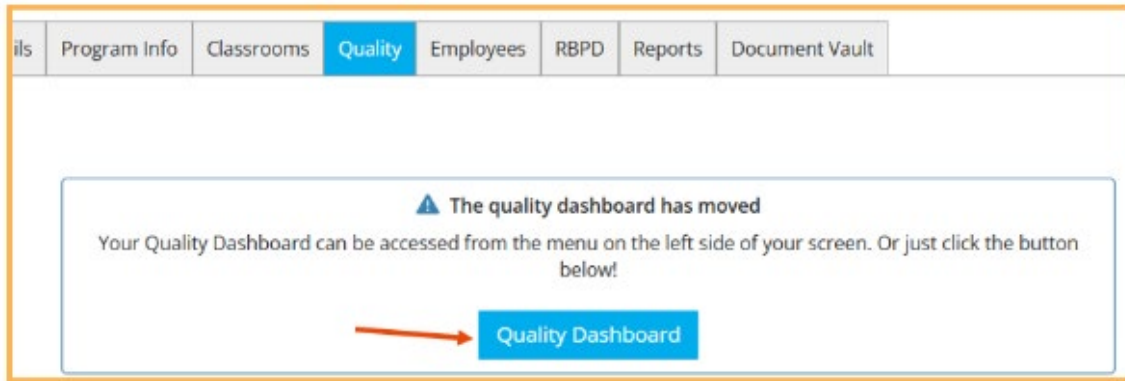 ils Program Info Classrooms Quality Employees RBPD Reports Document Vault
The quality dashboard has moved
Your Quality Dashboard can be accessed from the menu on the left side of your screen. Or just click the button
below!
Quality Dashboard